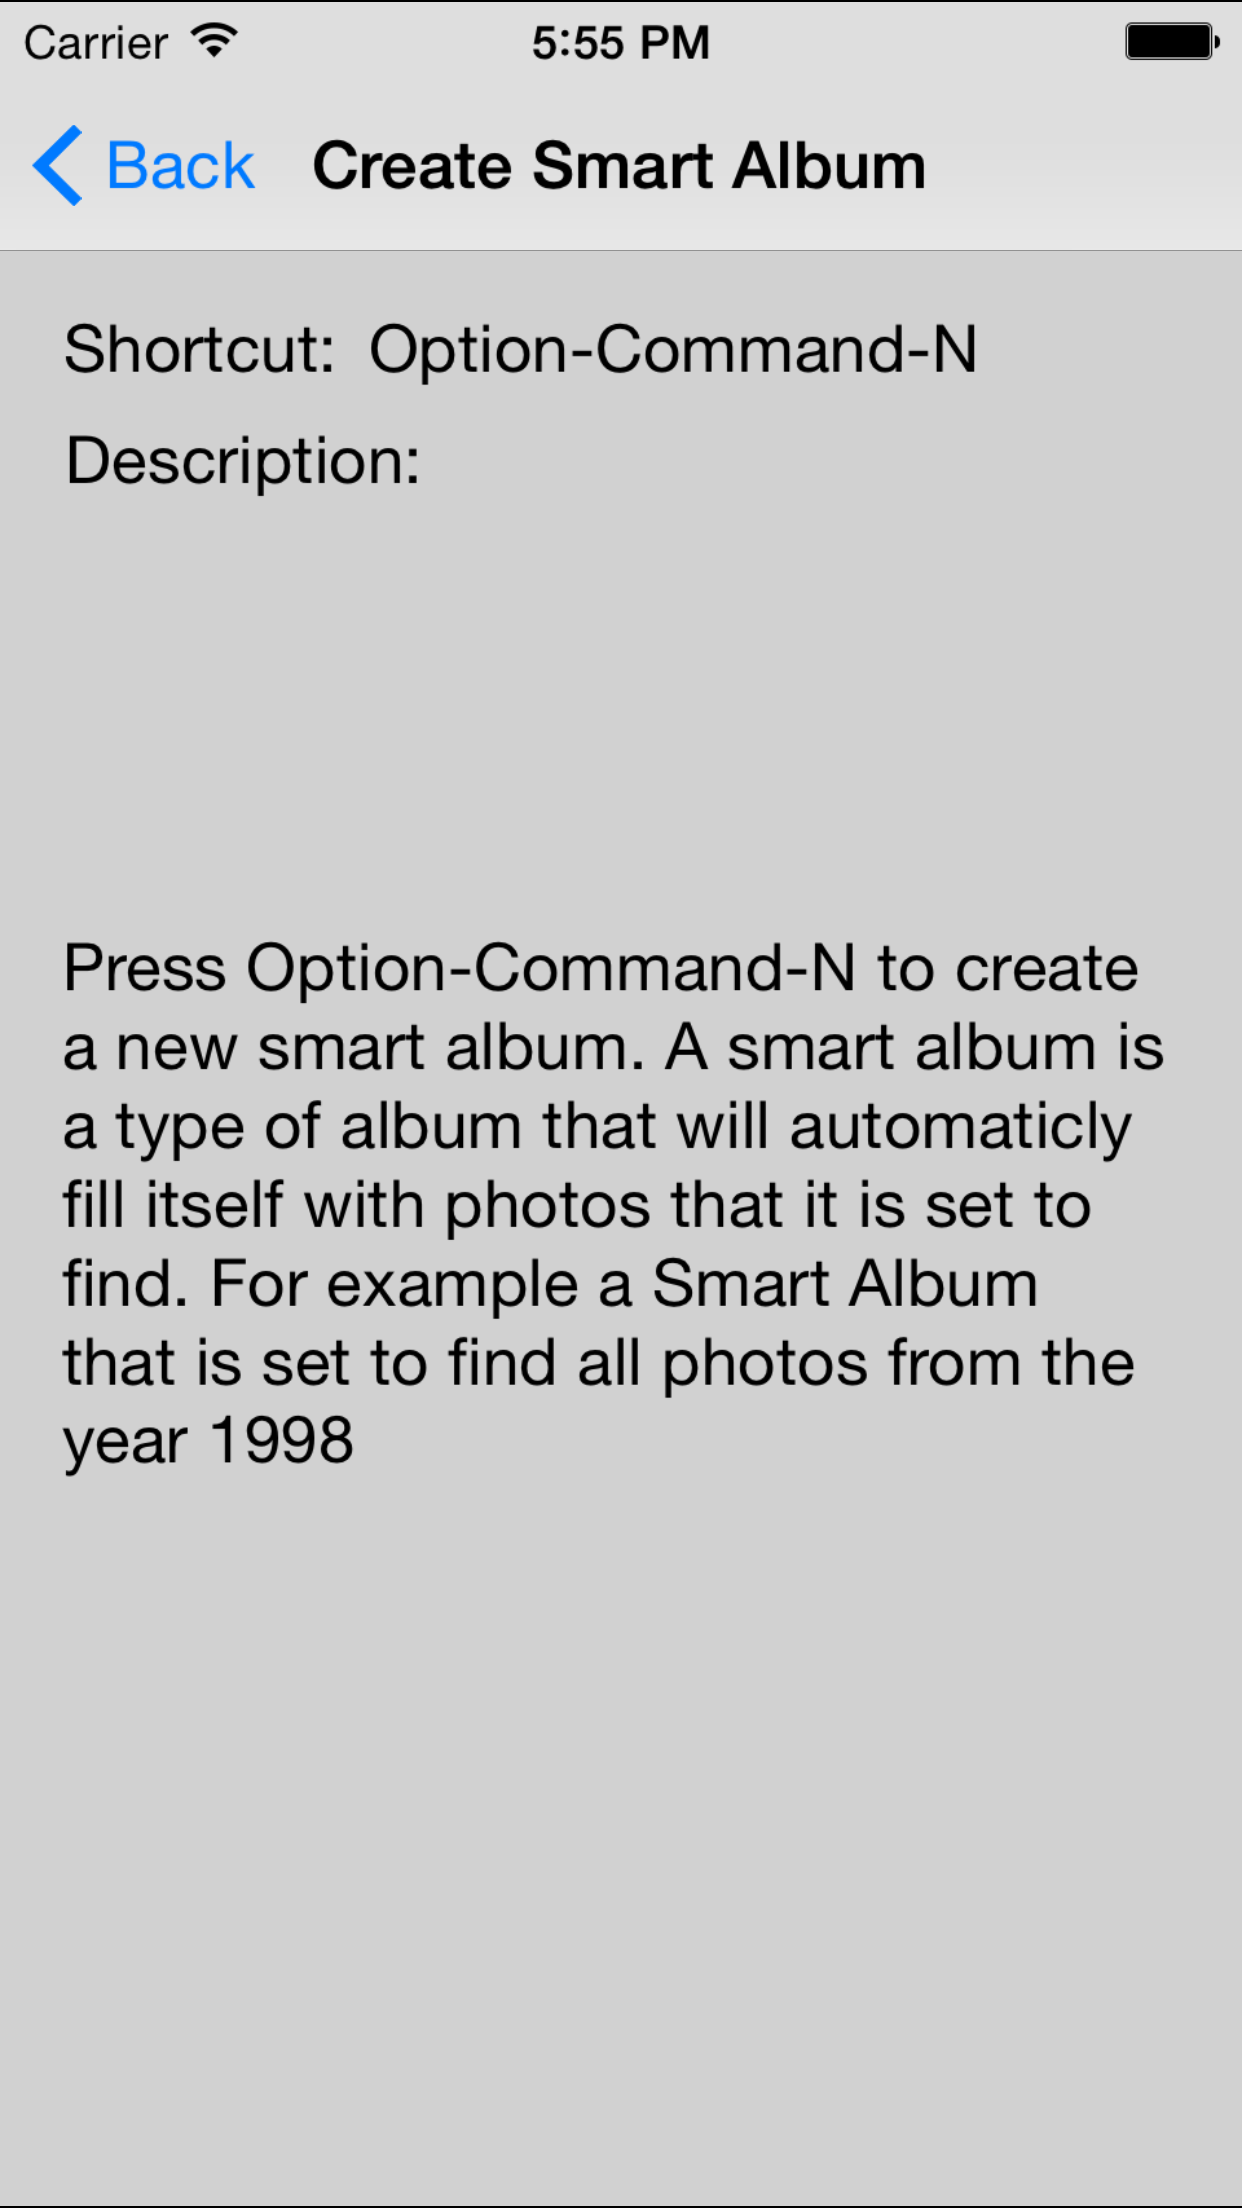 Carrier 5:55 PM
Back Create Smart Album
Shortcut: Option-Command-N
Description:
Press Option-Command-N to create
a new smart album. A smart album is
a type of album that will automaticly
fill itself with photos that it is set to
find. For example a Smart Album
that is set to find all photos from the
year 1998